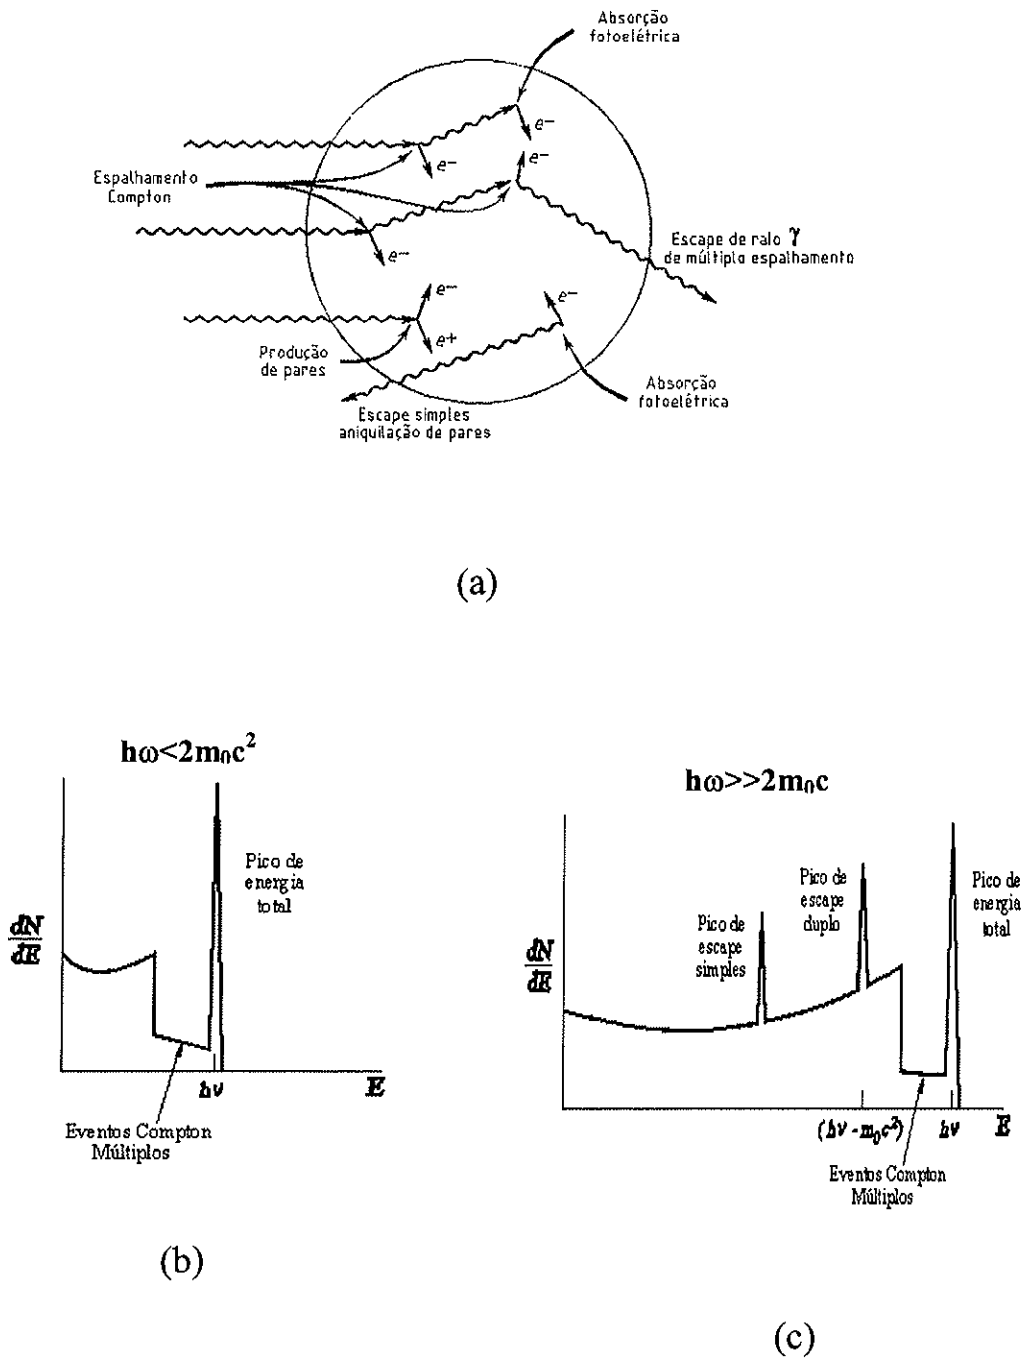 Absorção
fotoelétrica
e−
e−
e−
Espalhamento
Compton
Escape de raio γ
de múltiplo espalhamento
e−
e−
e−
e+
Produção
de pares
Absorção
fotoelétrica
Escape simples
aniquilação de pares
(a)
hω<2m₀c²
Pico de
energia
total
dN
dE
hν
E
Eventos Compton
Múltiplos
(b)
hω>>2m₀c
Pico de
escape
duplo
Pico de
energia
total
Pico de
escape
simples
dN
dE
(hν - m₀c²)
hν
E
Eventos Compton
Múltiplos
(c)